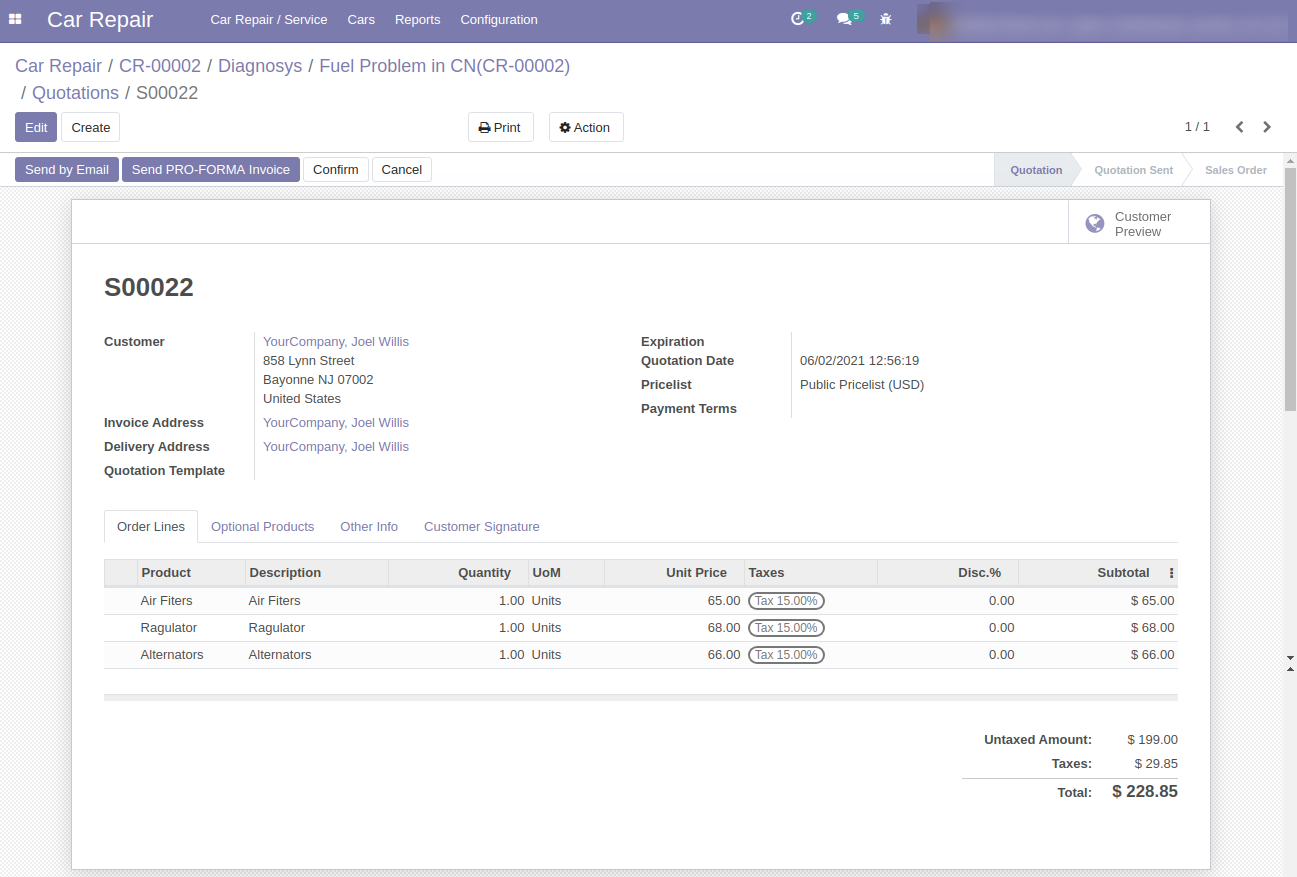 Car Repair Car Repair / Service Cars Reports Configuration 2 5
Car Repair / CR-00002 / Diagnosys / Fuel Problem in CN(CR-00002)
/ Quotations / S00022
Edit Create Print Action 1 / 1
Send by Email Send PRO-FORMA Invoice Confirm Cancel Quotation Quotation Sent Sales Order
Customer
Preview
S00022
Customer YourCompany, Joel Willis
858 Lynn Street
Bayonne NJ 07002
United States
Invoice Address YourCompany, Joel Willis
Delivery Address YourCompany, Joel Willis
Quotation Template
Expiration
Quotation Date 06/02/2021 12:56:19
Pricelist Public Pricelist (USD)
Payment Terms
Order Lines Optional Products Other Info Customer Signature
Product Description Quantity UoM Unit Price Taxes Disc.% Subtotal
Air Fiters Air Fiters 1.00 Units 65.00 Tax 15.00% 0.00 $ 65.00
Ragulator Ragulator 1.00 Units 68.00 Tax 15.00% 0.00 $ 68.00
Alternators Alternators 1.00 Units 66.00 Tax 15.00% 0.00 $ 66.00
Untaxed Amount: $ 199.00
Taxes: $ 29.85
Total: $ 228.85